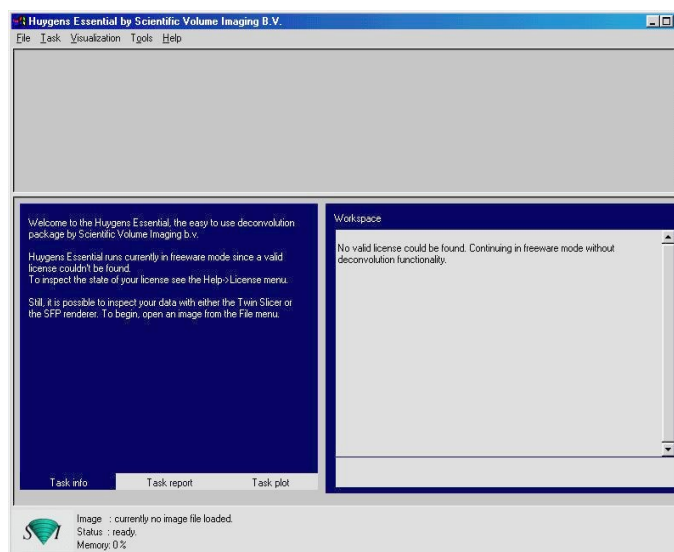 Huygens Essential by Scientific Volume Imaging B.V.
File Task Visualization Tools Help
Welcome to the Huygens Essential, the easy to use deconvolution
package by Scientific Volume Imaging b.v.
Huygens Essential runs currently in freeware mode since a valid
license couldn't be found.
To inspect the state of your license see the Help->License menu.
Still, it is possible to inspect your data with either the Twin Slicer or
the SFP renderer. To begin, open an image from the File menu.
Task info Task report Task plot
Workspace
No valid license could be found. Continuing in freeware mode without
deconvolution functionality.
SVI
Image : currently no image file loaded.
Status : ready.
Memory: 0 %